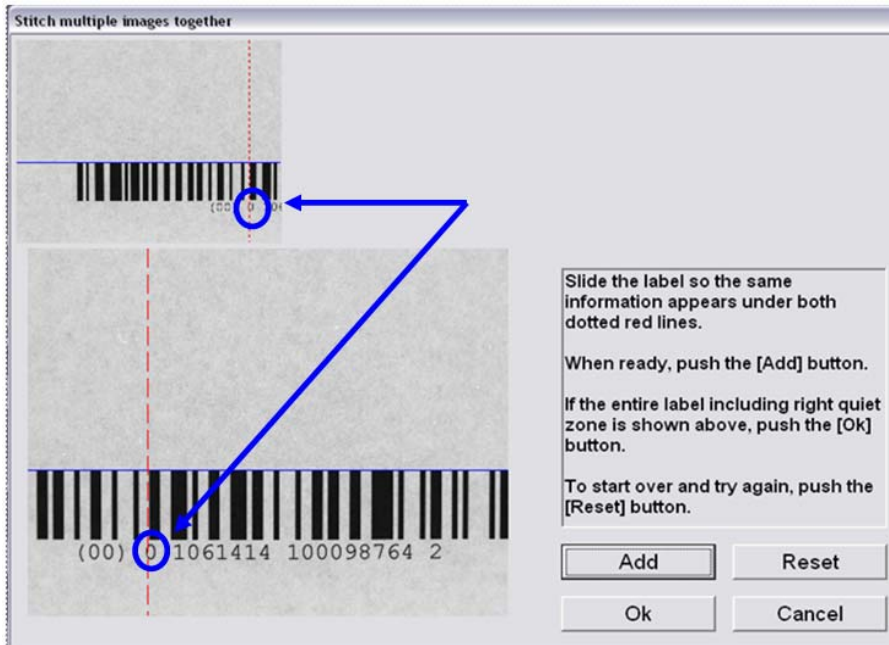 Stitch multiple images together
(00) 0 106
(00) 0 1061414 100098764 2
Slide the label so the same
information appears under both
dotted red lines.
When ready, push the [Add] button.
If the entire label including right quiet
zone is shown above, push the [Ok]
button.
To start over and try again, push the
[Reset] button.
Add
Reset
Ok
Cancel